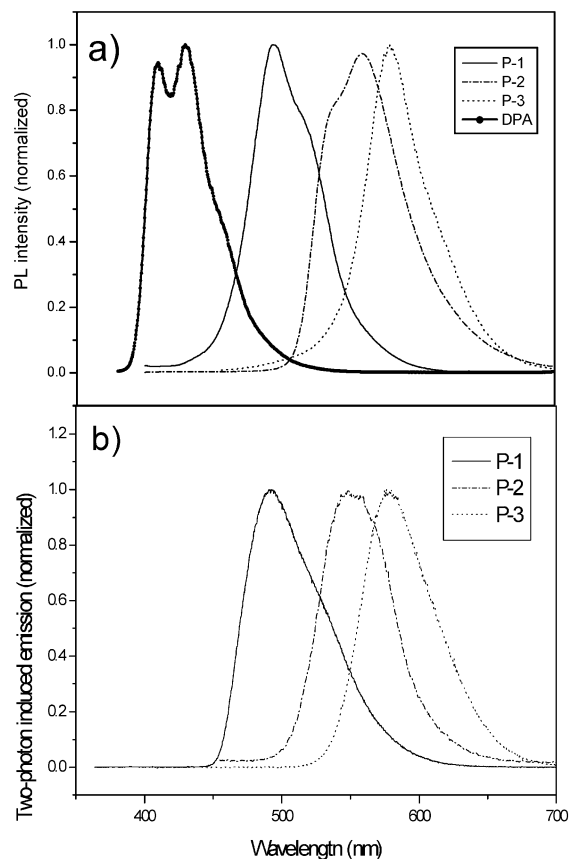 a)
P-1
P-2
P-3
DPA
PL intensity (normalized)
1.0
0.8
0.6
0.4
0.2
0.0
b)
P-1
P-2
P-3
Two-photon induced emission (normalized)
1.2
1.0
0.8
0.6
0.4
0.2
0.0
400
500
600
700
Wavelengtn (nm)